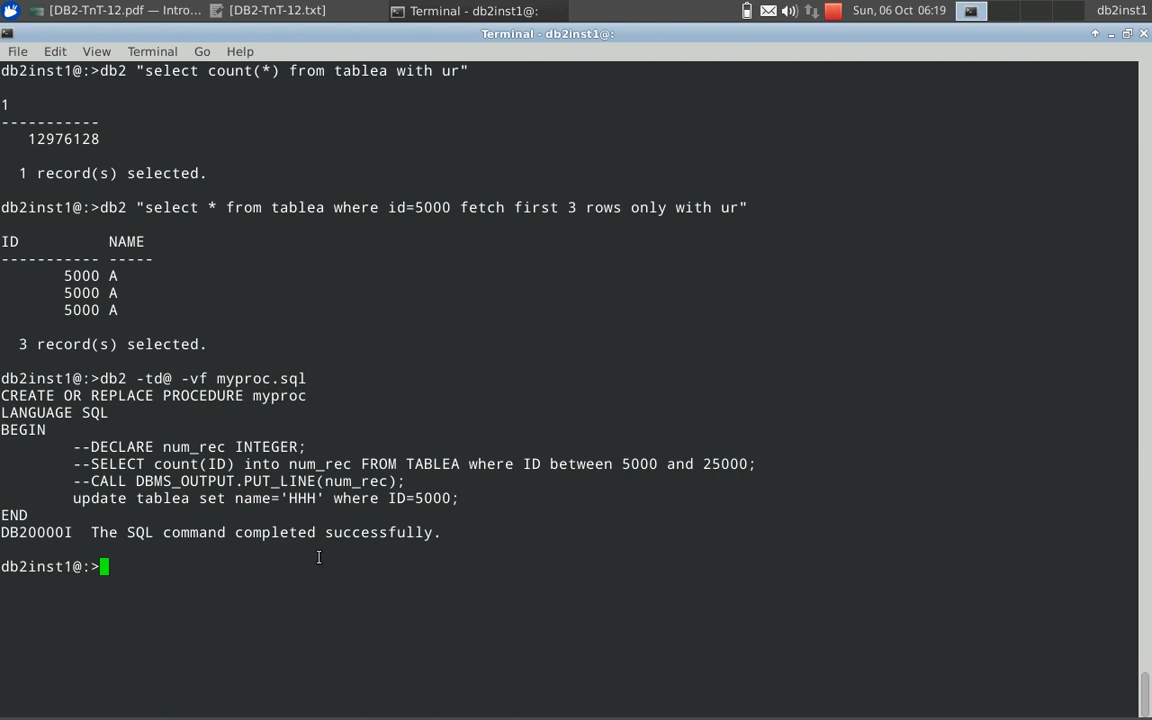 [DB2-TnT-12.pdf — Intro... [DB2-TnT-12.txt] Terminal - db2inst1@: Sun, 06 Oct 06:19 db2inst1
Terminal - db2inst1@:
File Edit View Terminal Go Help
db2inst1@:>db2 "select count(*) from tablea with ur"
1
-----------
12976128
1 record(s) selected.
db2inst1@:>db2 "select * from tablea where id=5000 fetch first 3 rows only with ur"
ID NAME
----------- -----
5000 A
5000 A
5000 A
3 record(s) selected.
db2inst1@:>db2 -td@ -vf myproc.sql
CREATE OR REPLACE PROCEDURE myproc
LANGUAGE SQL
BEGIN
--DECLARE num_rec INTEGER;
--SELECT count(ID) into num_rec FROM TABLEA where ID between 5000 and 25000;
--CALL DBMS_OUTPUT.PUT_LINE(num_rec);
update tablea set name='HHH' where ID=5000;
END
DB20000I  The SQL command completed successfully.
db2inst1@:>